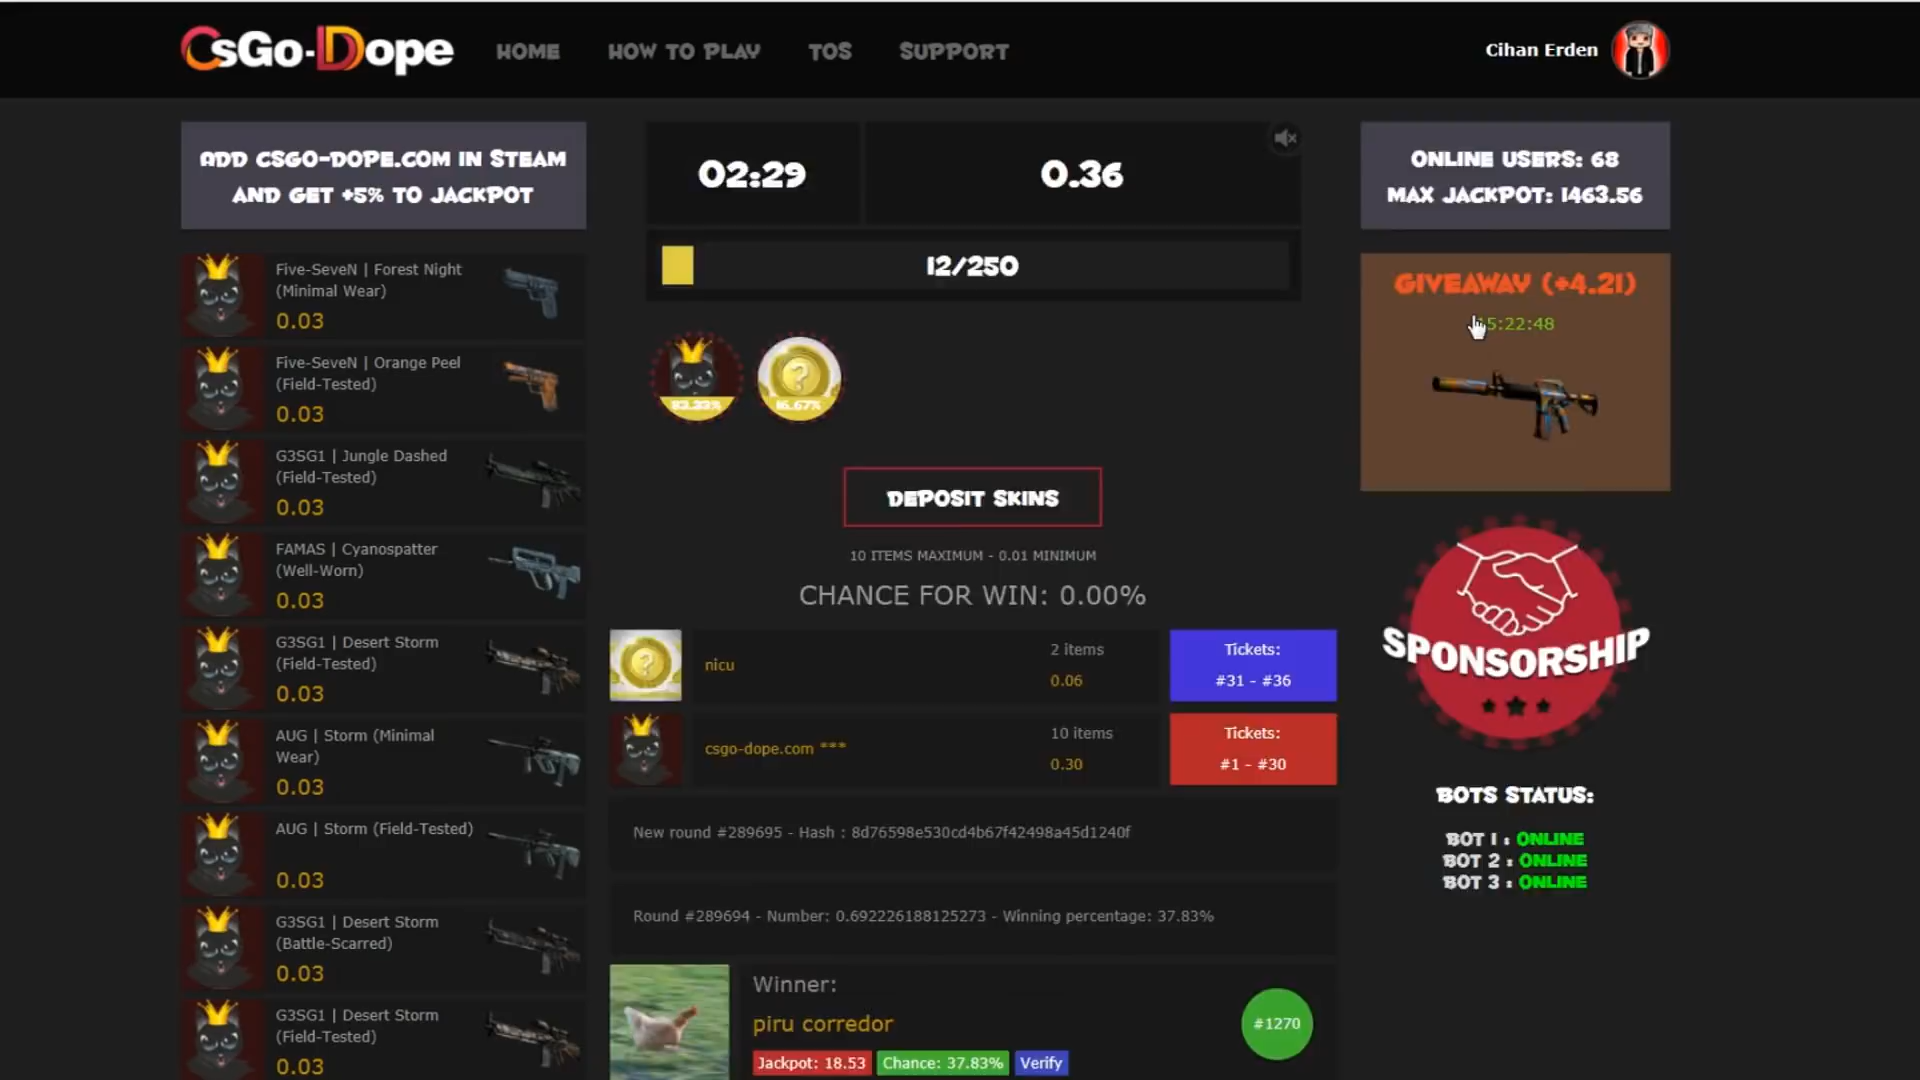 CsGo-Dope
HOME
HOW TO PLAY
TOS
SUPPORT
Cihan Erden
ADD CSGO-DOPE.COM IN STEAM
AND GET +5% TO JACKPOT
Five-SeveN | Forest Night
(Minimal Wear)
0.03
Five-SeveN | Orange Peel
(Field-Tested)
0.03
G3SG1 | Jungle Dashed
(Field-Tested)
0.03
FAMAS | Cyanospatter
(Well-Worn)
0.03
G3SG1 | Desert Storm
(Field-Tested)
0.03
AUG | Storm (Minimal
Wear)
0.03
AUG | Storm (Field-Tested)
0.03
G3SG1 | Desert Storm
(Battle-Scarred)
0.03
G3SG1 | Desert Storm
(Field-Tested)
0.03
02:29
0.36
12/250
16.67%
DEPOSIT SKINS
10 ITEMS MAXIMUM - 0.01 MINIMUM
CHANCE FOR WIN: 0.00%
nicu
2 items
0.06
Tickets:
#31 - #36
csgo-dope.com ***
10 items
0.30
Tickets:
#1 - #30
New round #289695 - Hash : 8d76598e530cd4b67f42498a45d1240f
Round #289694 - Number: 0.692226188125273 - Winning percentage: 37.83%
Winner:
piru corredor
Jackpot: 18.53
Chance: 37.83%
Verify
#1270
ONLINE USERS: 68
MAX JACKPOT: 1463.56
GIVEAWAY (+4.21)
5:22:48
SPONSORSHIP
BOTS STATUS:
BOT 1 : ONLINE
BOT 2 : ONLINE
BOT 3 : ONLINE